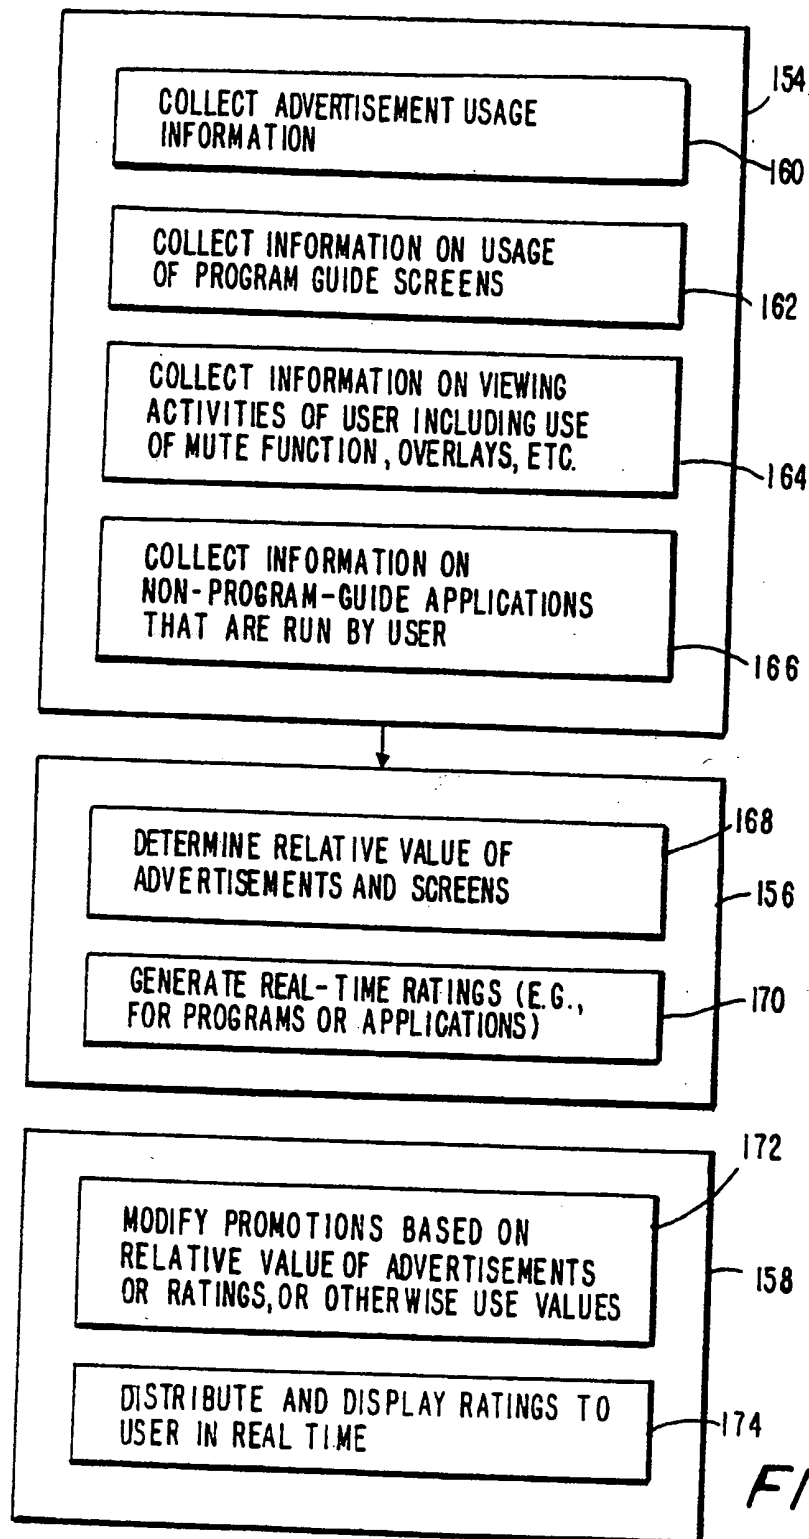 154
COLLECT ADVERTISEMENT USAGE
INFORMATION
160
COLLECT INFORMATION ON USAGE
OF PROGRAM GUIDE SCREENS
162
COLLECT INFORMATION ON VIEWING
ACTIVITIES OF USER INCLUDING USE
OF MUTE FUNCTION, OVERLAYS, ETC.
164
COLLECT INFORMATION ON
NON-PROGRAM-GUIDE APPLICATIONS
THAT ARE RUN BY USER
166
168
DETERMINE RELATIVE VALUE OF
ADVERTISEMENTS AND SCREENS
156
GENERATE REAL-TIME RATINGS (E.G.,
FOR PROGRAMS OR APPLICATIONS)
170
172
MODIFY PROMOTIONS BASED ON
RELATIVE VALUE OF ADVERTISEMENTS
OR RATINGS, OR OTHERWISE USE VALUES
158
DISTRIBUTE AND DISPLAY RATINGS TO
USER IN REAL TIME
174
FI